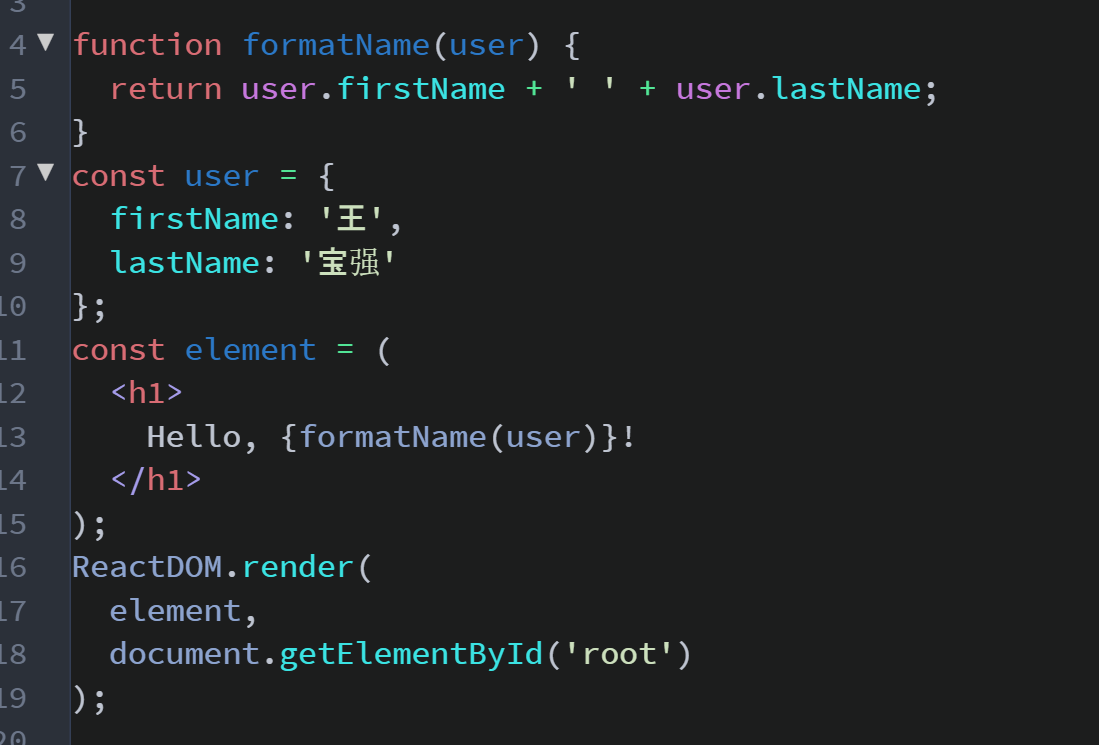 3
4 ▼ function formatName(user) {
5 return user.firstName + ' ' + user.lastName;
6 }
7 ▼ const user = {
8 firstName: '王',
9 lastName: '宝强'
10 };
11 const element = (
12 <h1>
13 Hello, {formatName(user)}!
14 </h1>
15 );
16 ReactDOM.render(
17 element,
18 document.getElementById('root')
19 );
20